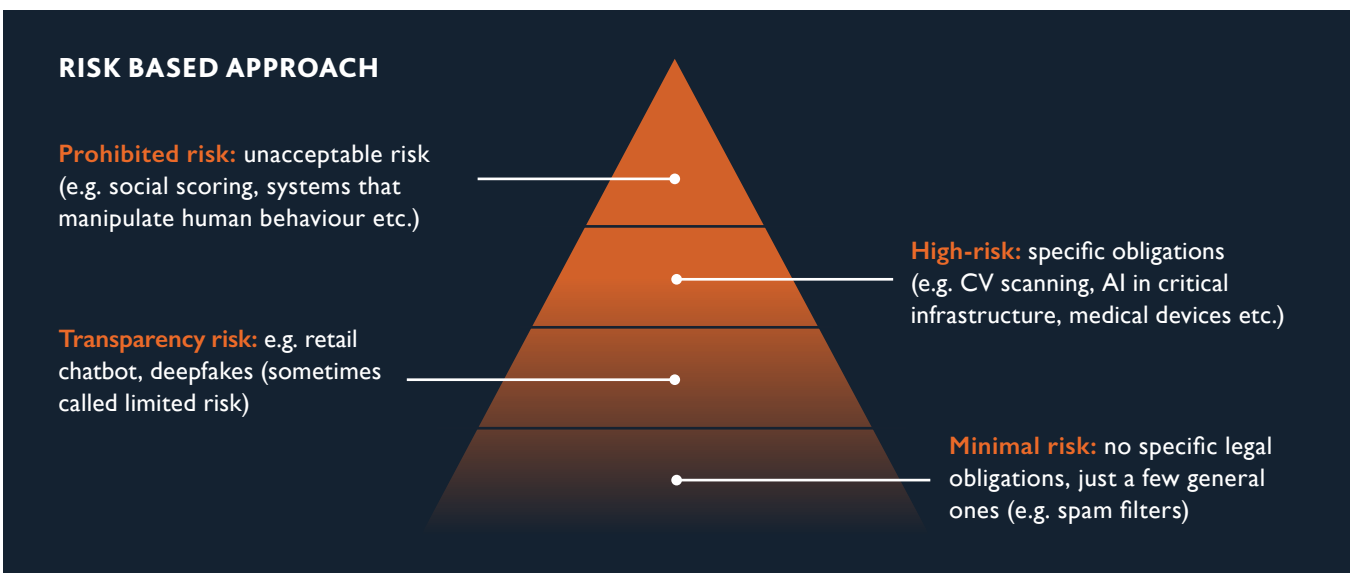 RISK BASED APPROACH
Prohibited risk: unacceptable risk
(e.g. social scoring, systems that
manipulate human behaviour etc.)
High-risk: specific obligations
(e.g. CV scanning, AI in critical
infrastructure, medical devices etc.)
Transparency risk: e.g. retail
chatbot, deepfakes (sometimes
called limited risk)
Minimal risk: no specific legal
obligations, just a few general
ones (e.g. spam filters)